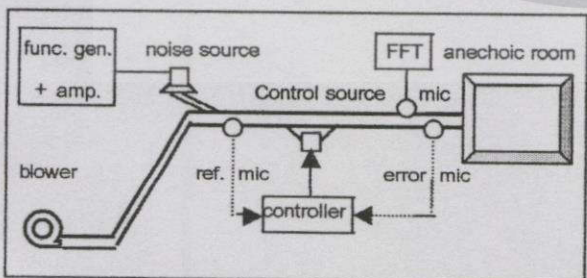 func. gen.
+ amp.
noise source
FFT
anechoic room
Control source
mic
blower
ref. mic
error mic
controller